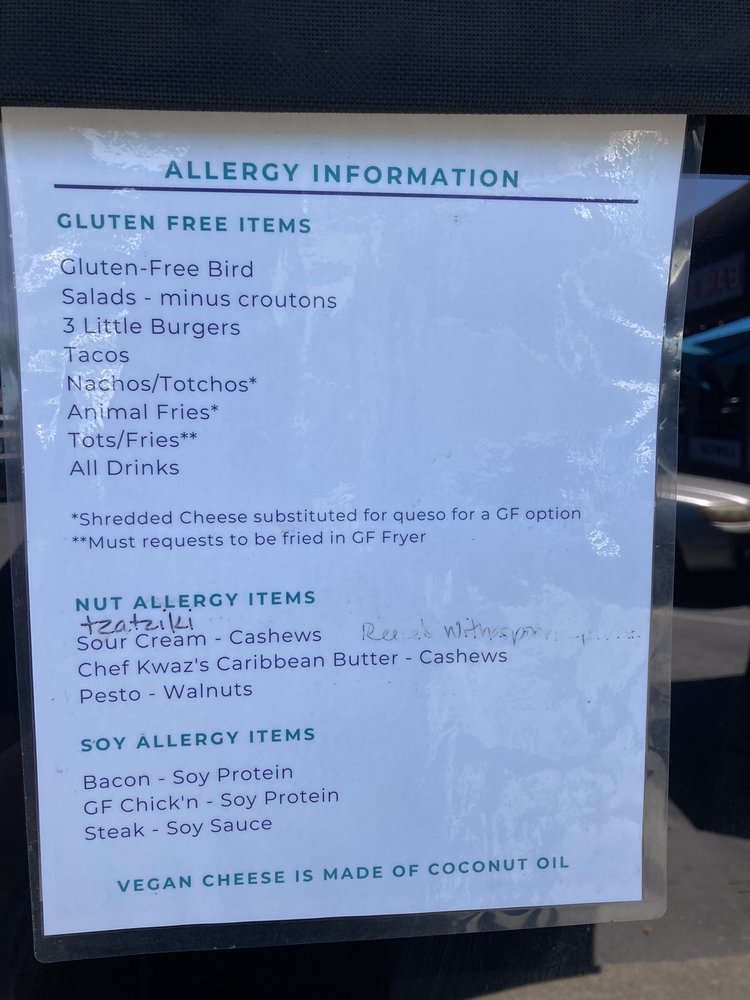 ALLERGY INFORMATION
GLUTEN FREE ITEMS
Gluten-Free Bird
Salads - minus croutons
3 Little Burgers
Tacos
Nachos/Totchos*
Animal Fries*
Tots/Fries**
All Drinks
*Shredded Cheese substituted for queso for a GF option
**Must requests to be fried in GF Fryer
NUT ALLERGY ITEMS
tzatziki
Sour Cream - Cashews
Chef Kwaz's Caribbean Butter - Cashews
Pesto - Walnuts
SOY ALLERGY ITEMS
Bacon - Soy Protein
GF Chick'n - Soy Protein
Steak - Soy Sauce
VEGAN CHEESE IS MADE OF COCONUT OIL